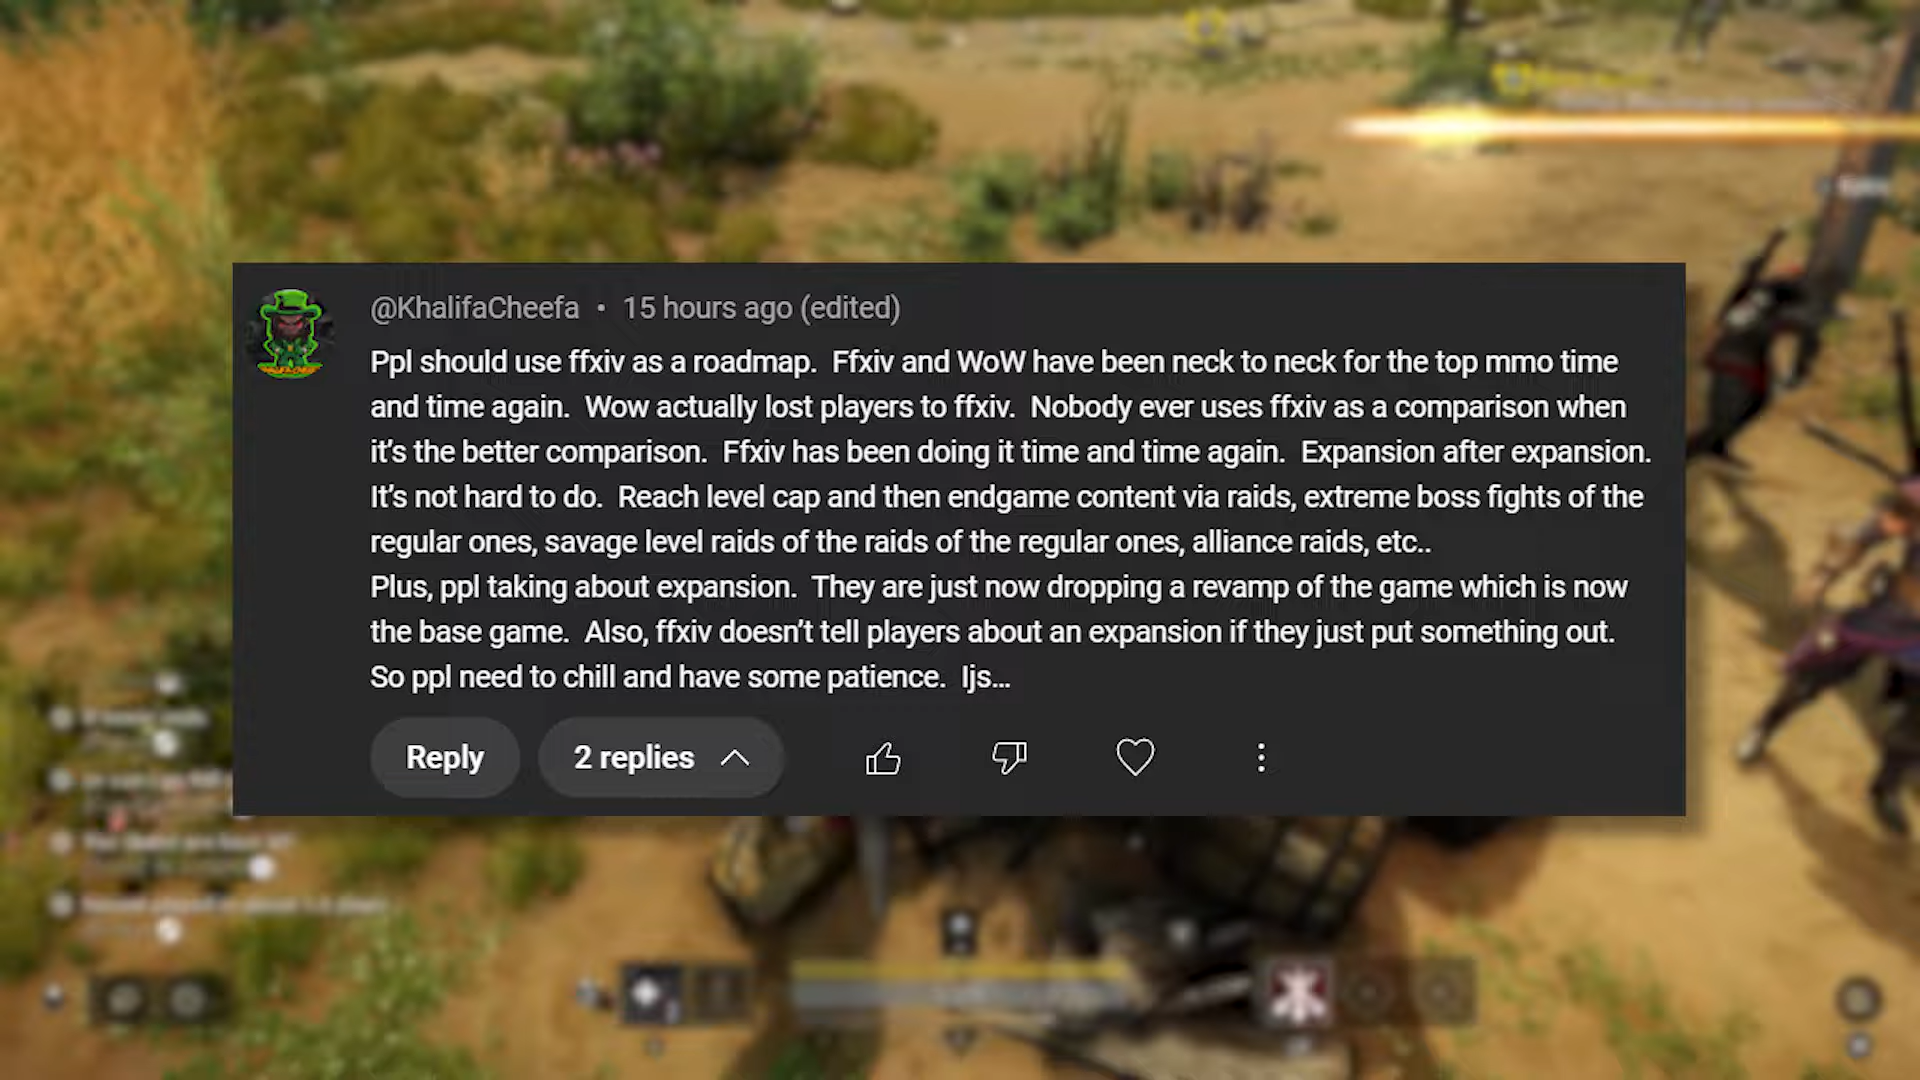 @KhalifaCheefa • 15 hours ago (edited)
Ppl should use ffxiv as a roadmap. Ffxiv and WoW have been neck to neck for the top mmo time
and time again. Wow actually lost players to ffxiv. Nobody ever uses ffxiv as a comparison when
it's the better comparison. Ffxiv has been doing it time and time again. Expansion after expansion.
It's not hard to do. Reach level cap and then endgame content via raids, extreme boss fights of the
regular ones, savage level raids of the raids of the regular ones, alliance raids, etc..
Plus, ppl taking about expansion. They are just now dropping a revamp of the game which is now
the base game. Also, ffxiv doesn't tell players about an expansion if they just put something out.
So ppl need to chill and have some patience. Ijs...
Reply
2 replies